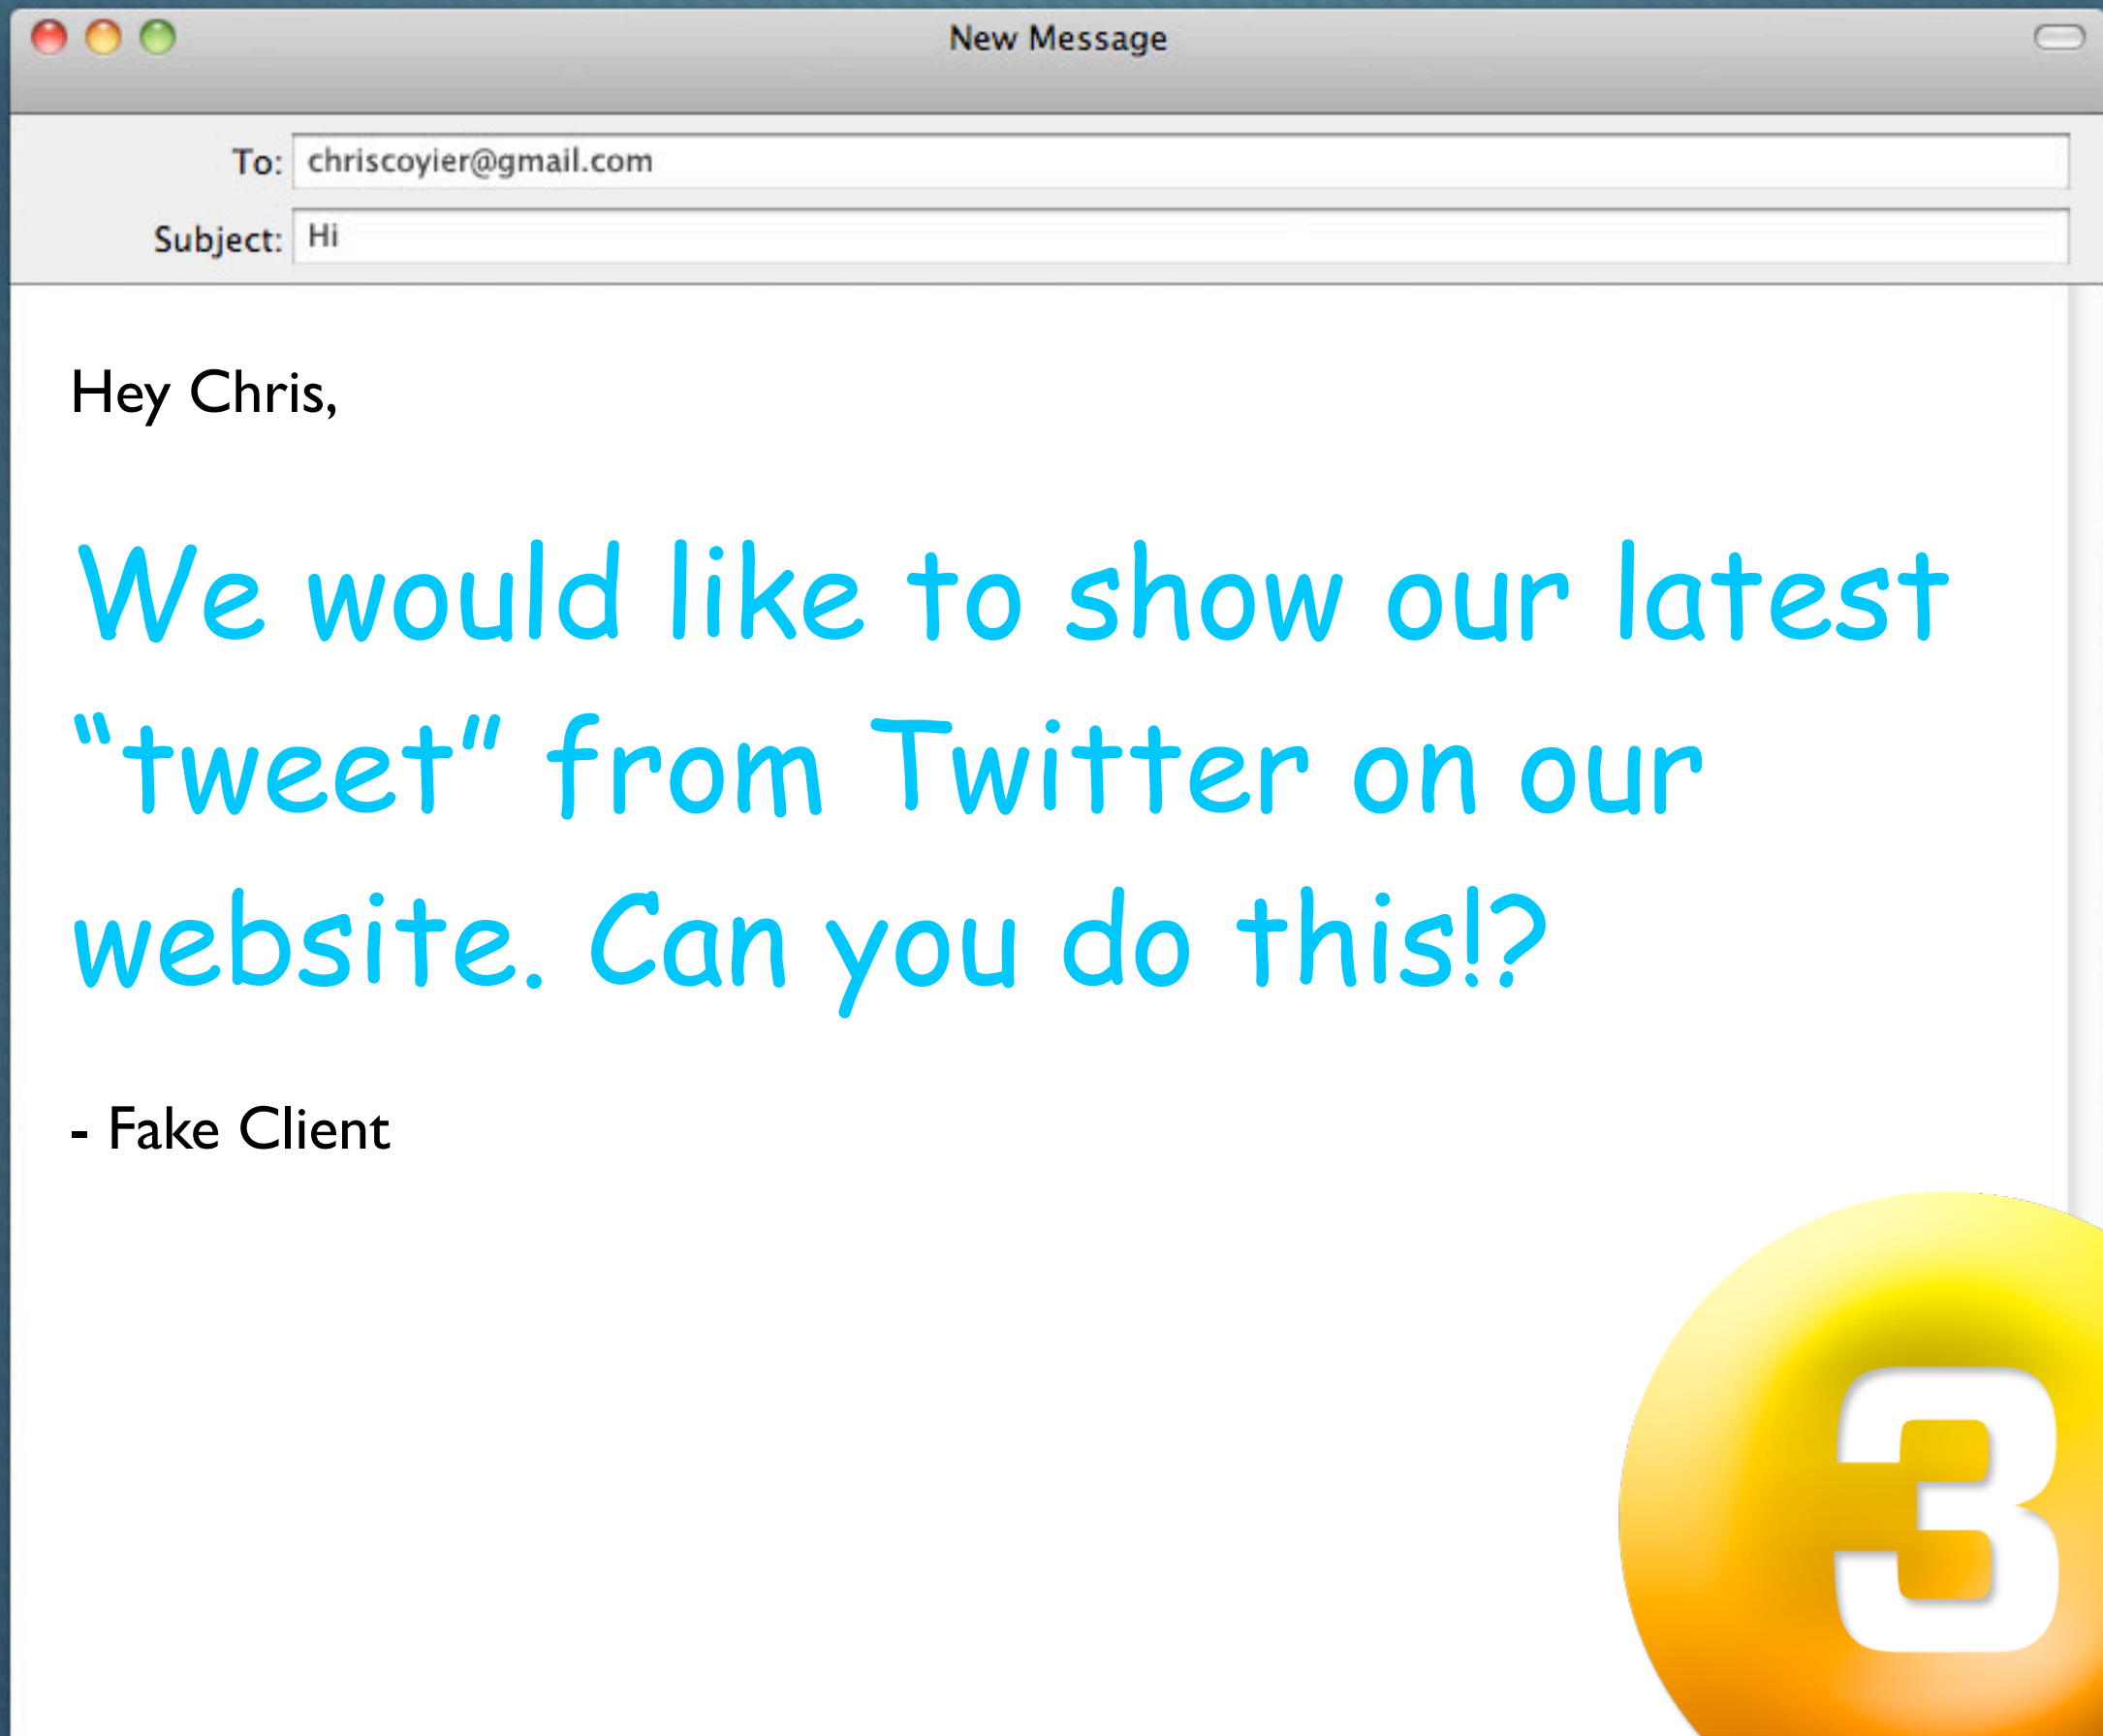 New Message
To: chriscoyier@gmail.com
Subject: Hi
Hey Chris,
We would like to show our latest
“tweet” from Twitter on our
website. Can you do this!?
- Fake Client
3